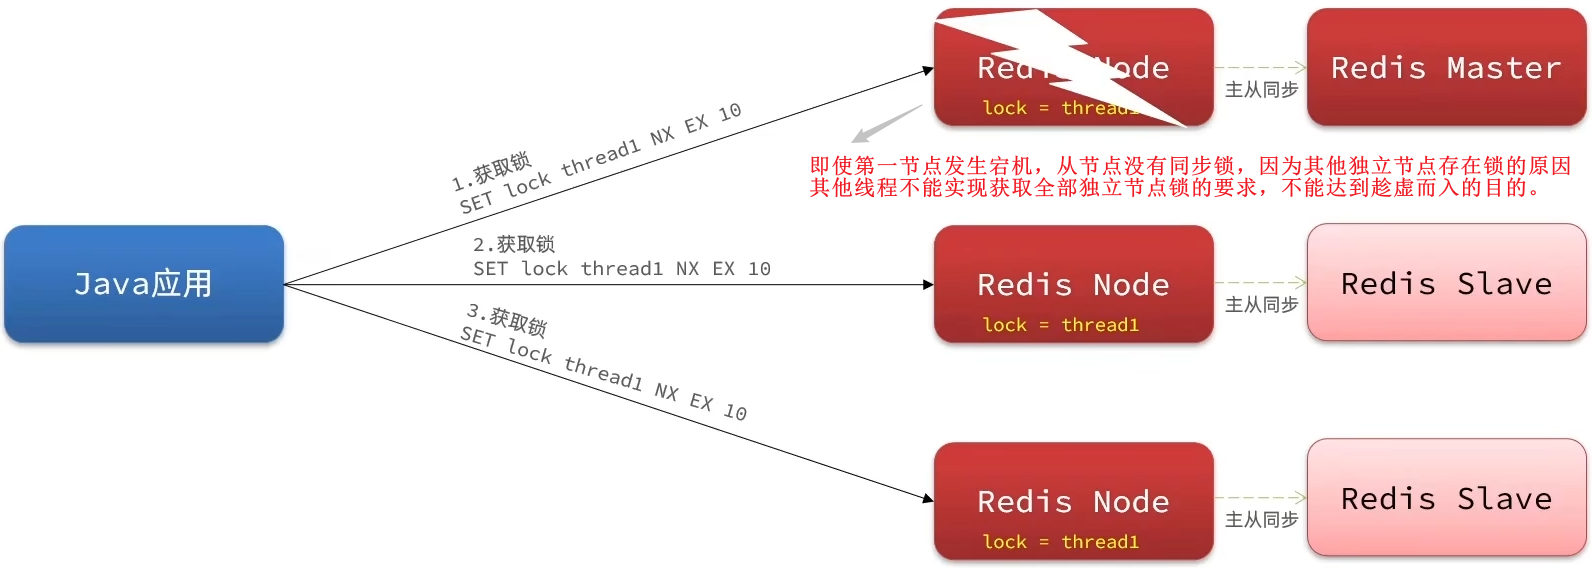 Redis Node
lock = thread1
主从同步
Redis Master
1.获取锁
SET lock thread1 NX EX 10
即使第一节点发生宕机，从节点没有同步锁，因为其他独立节点存在锁的原因
其他线程不能实现获取全部独立节点锁的要求，不能达到趁虚而入的目的。
Java应用
2.获取锁
SET lock thread1 NX EX 10
Redis Node
lock = thread1
主从同步
Redis Slave
3.获取锁
SET lock thread1 NX EX 10
Redis Node
lock = thread1
主从同步
Redis Slave